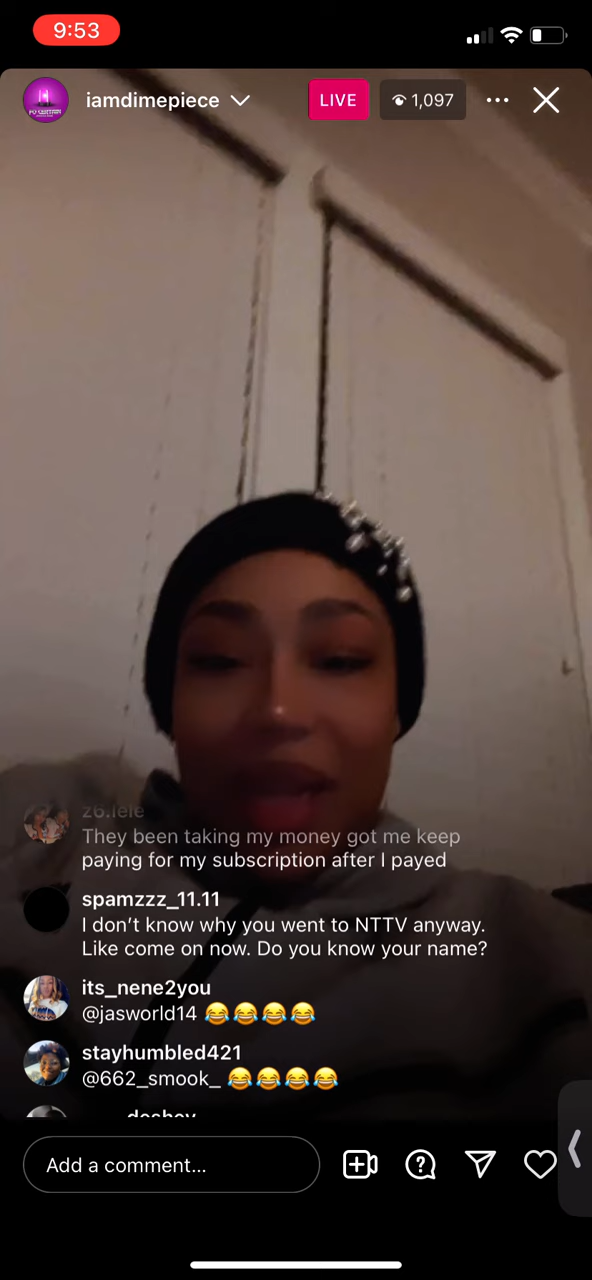 9:53
iamdimepiece
LIVE
1,097
z6.lele
They been taking my money got me keep
paying for my subscription after I payed
spamzzz_11.11
I don’t know why you went to NTTV anyway.
Like come on now. Do you know your name?
its_nene2you
@jasworld14 😂😂😂😂
stayhumbled421
@662_smook_ 😂😂😂😂
Add a comment...